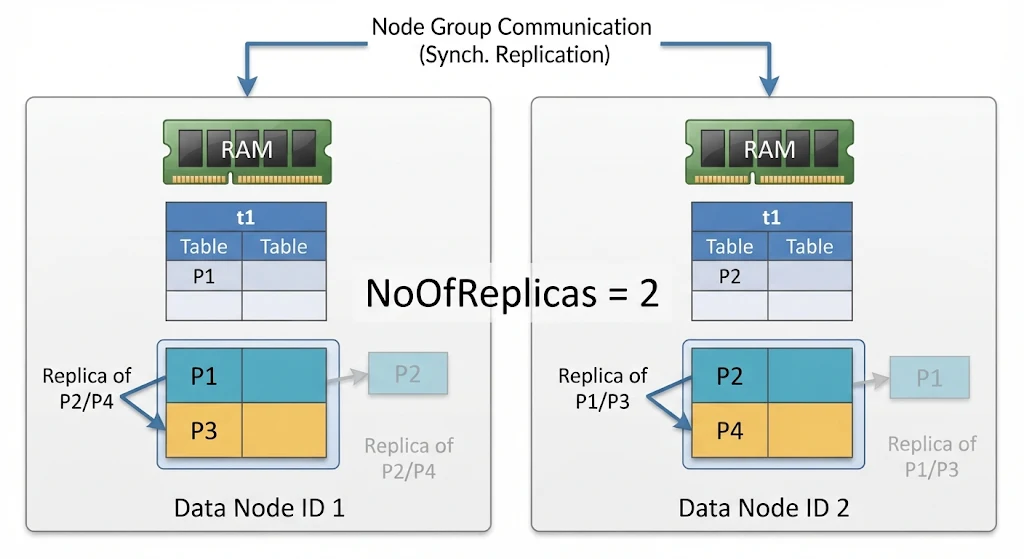 Node Group Communication
(Synch. Replication)
RAM
t1
Table Table
P1
Replica of
P2/P4
P1
P3
P2
Replica of
P2/P4
Data Node ID 1
NoOfReplicas = 2
RAM
t1
Table Table
P2
Replica of
P1/P3
P2
P4
P1
Replica of
P1/P3
Data Node ID 2